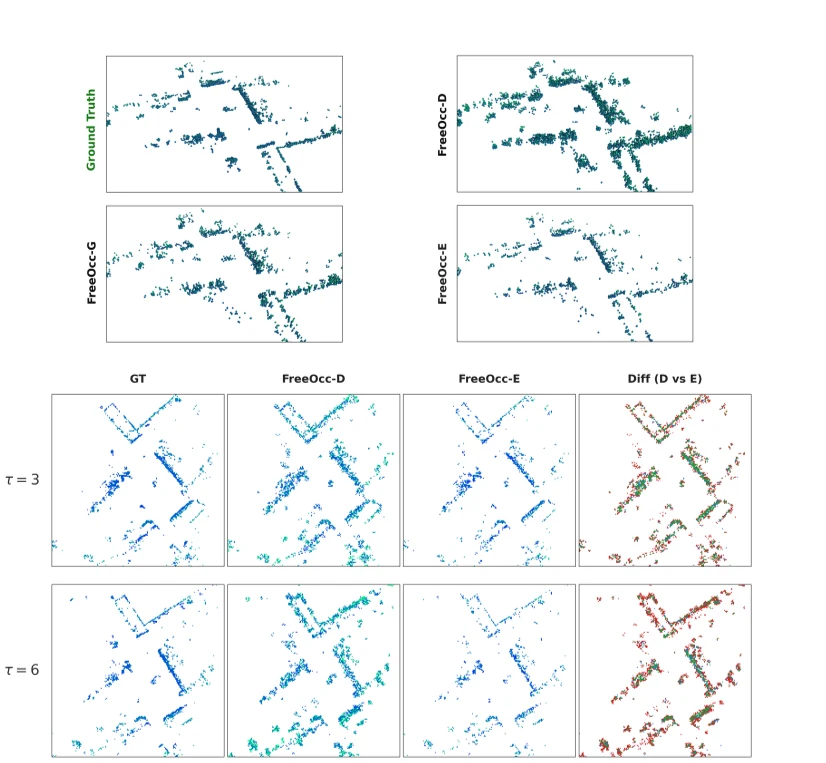 Ground Truth
FreeOcc-D
FreeOcc-G
FreeOcc-E
GT
FreeOcc-D
FreeOcc-E
Diff (D vs E)
τ = 3
τ = 6